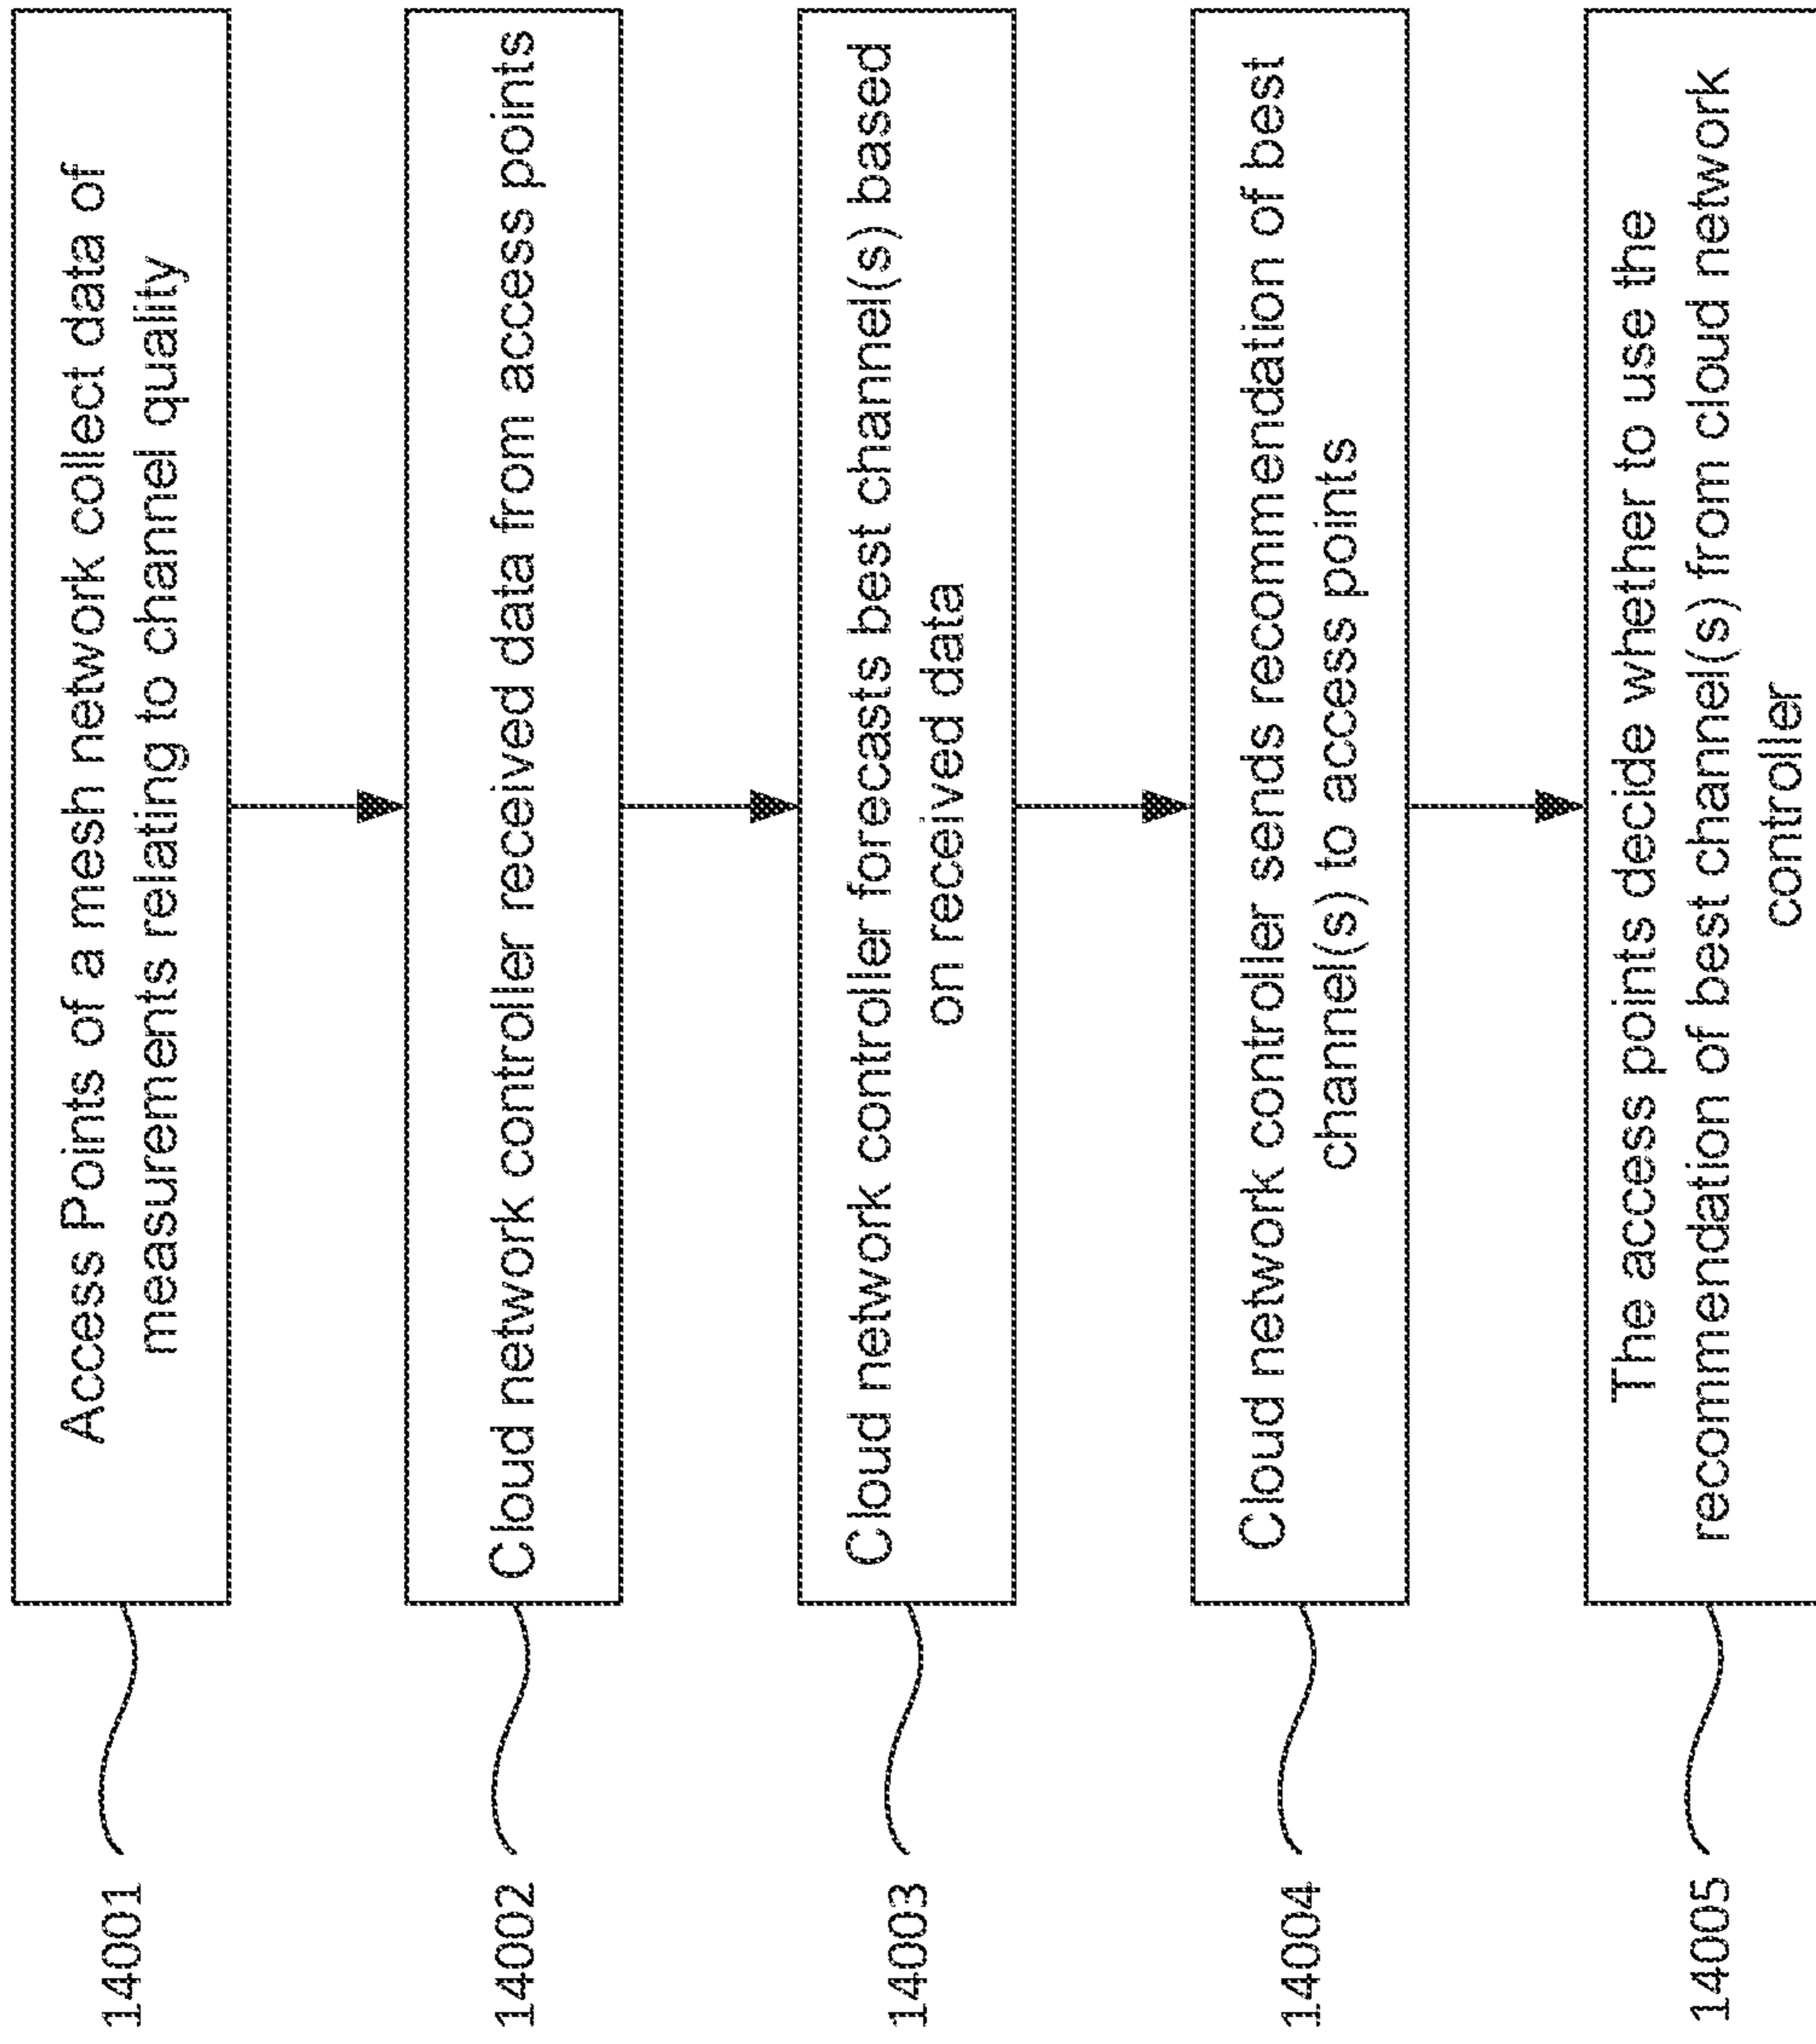 14001
Access Points of a mesh network collect data of
measurements relating to channel quality
14002
Cloud network controller received data from access points
14003
Cloud network controller forecasts best channel(s) based
on received data
14004
Cloud network controller sends recommendation of best
channel(s) to access points
14005
The access points decide whether to use the
recommendation of best channel(s) from cloud network
controller